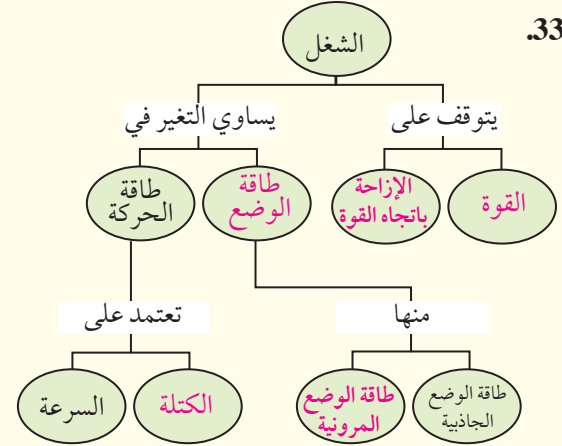 .33
الشغل
يتوقف على
يساوي التغير في
القوة
الإزاحة
باتجاه القوة
طاقة
الوضع
طاقة
الحركة
منها
تعتمد على
طاقة الوضع
الجاذبية
طاقة الوضع
المرونية
الكتلة
السرعة